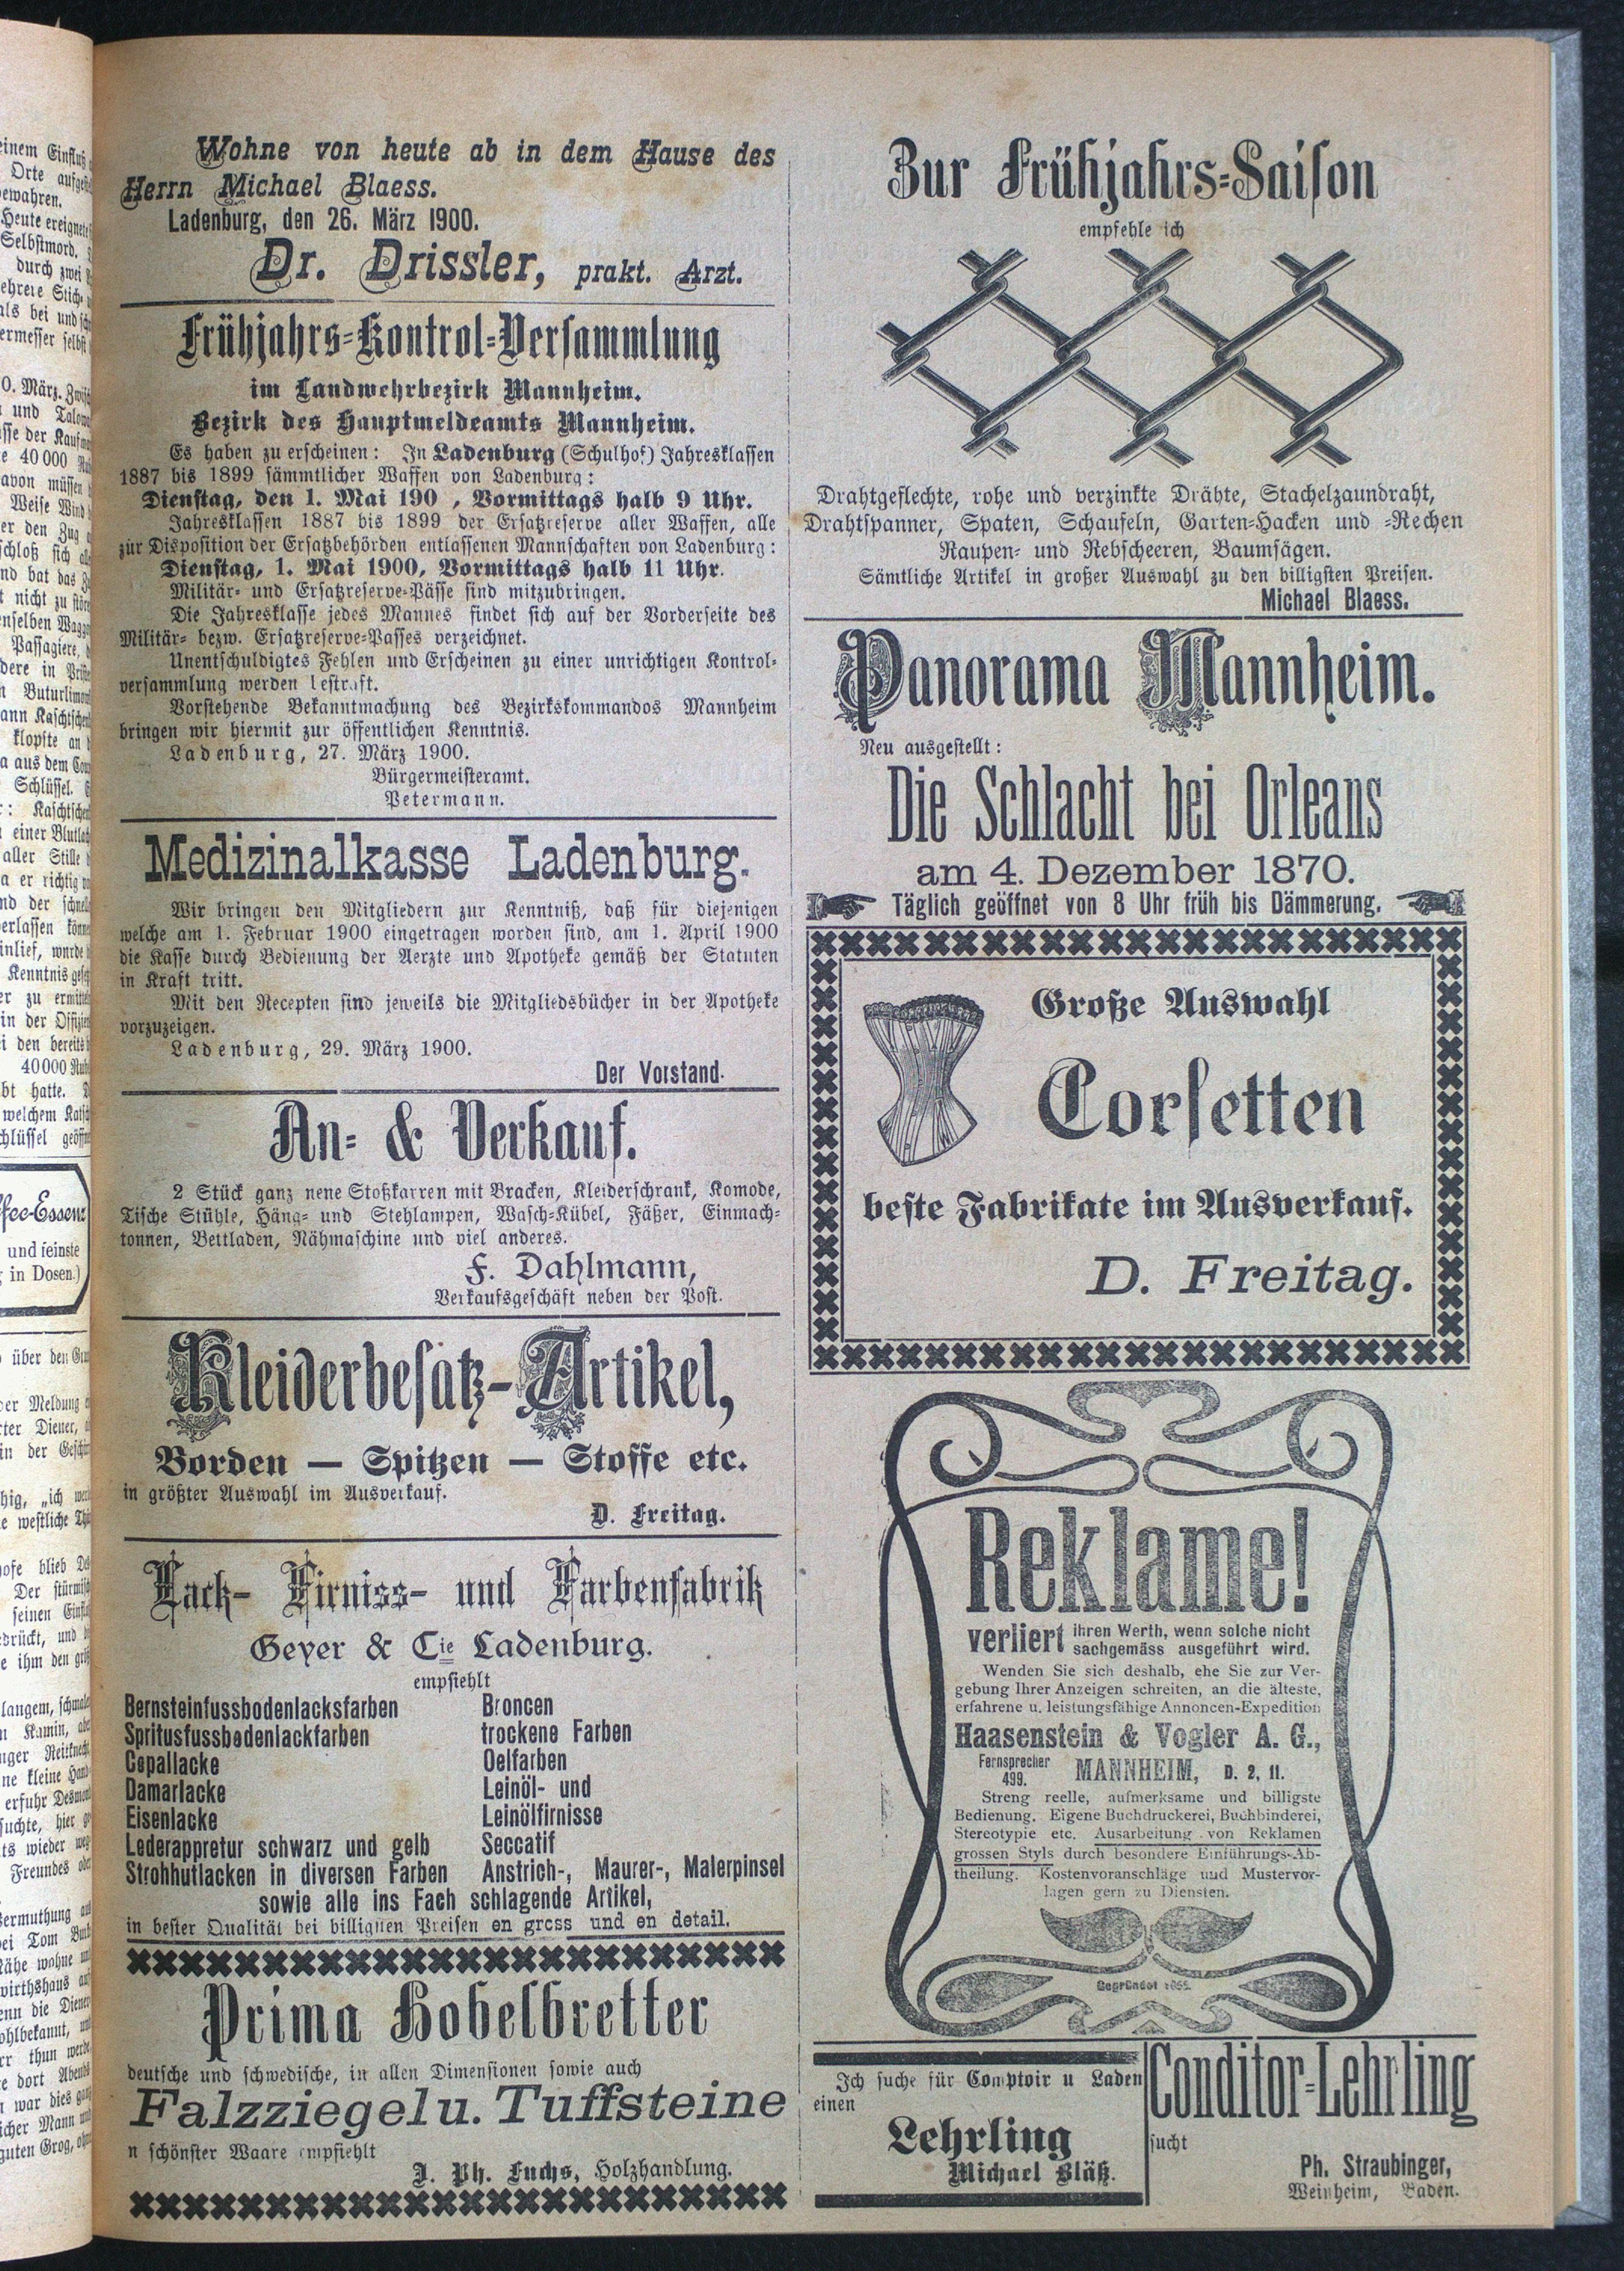 Wohne von heute ab in dem Hause des
Herrn Michael Blaess.
Ladenburg, den 26. März 1900.
Dr. Drissler, prakt. Arzt.
Frühjahrs-Kontrol-Versammlung
im Landwehrbezirk Mannheim.
Bezirk des Hauptmeldeamts Mannheim.
Es haben zu erscheinen: In Ladenburg (Schulhof) Jahresklassen
1887 bis 1899 sämmtlicher Waffen von Ladenburg:
Dienstag, den 1. Mai 190 , Vormittags halb 9 Uhr.
Jahresklassen 1887 bis 1899 der Ersatzreserve aller Waffen, alle
zur Disposition der Ersatzbehörden entlassenen Mannschaften von Ladenburg:
Dienstag, 1. Mai 1900, Vormittags halb 11 Uhr.
Militär- und Ersatzreserve-Pässe sind mitzubringen.
Die Jahresklasse jedes Mannes findet sich auf der Vorderseite des
Militär- bezw. Ersatzreserve-Passes verzeichnet.
Unentschuldigtes Fehlen und Erscheinen zu einer unrichtigen Kontrol-
versammlung werden bestraft.
Vorstehende Bekanntmachung des Bezirkskommandos Mannheim
bringen wir hiermit zur öffentlichen Kenntnis.
Ladenburg, 27. März 1900.
Bürgermeisteramt.
Petermann.
Medizinalkasse Ladenburg.
Wir bringen den Mitgliedern zur Kenntniß, daß für diejenigen
welche am 1. Februar 1900 eingetragen worden sind, am 1. April 1900
die Kasse durch Bedienung der Aerzte und Apotheke gemäß der Statuten
in Kraft tritt.
Mit den Recepten sind jeweils die Mitgliedsbücher in der Apotheke
vorzuzeigen.
Ladenburg, 29. März 1900.
Der Vorstand.
An- & Verkauf.
2 Stück ganz nene Stoßkarren mit Bracken, Kleiderschrank, Komode,
Tische Stühle, Häng- und Stehlampen, Wasch-Kübel, Fäßer, Einmach-
tonnen, Bettladen, Nähmaschine und viel anderes.
F. Dahlmann,
Verkaufsgeschäft neben der Post.
Kleiderbesatz-Artikel,
Borden — Spitzen — Stoffe etc.
in größter Auswahl im Ausverkauf.
D. Freitag.
Lack- Firniss- und Farbenfabrik
Geyer & Cie Ladenburg.
empfiehlt
Bernsteinfussbodenlacksfarben
Spritusfussbodenlackfarben
Copallacke
Damarlacke
Eisenlacke
Lederappretur schwarz und gelb
Strohhutlacken in diversen Farben
Broncen
trockene Farben
Oelfarben
Leinöl- und
Leinölfirnisse
Seccatif
Anstrich-, Maurer-, Malerpinsel
sowie alle ins Fach schlagende Artikel,
in bester Qualität bei billigsten Preisen en gross und en detail.
Prima Hobelbretter
deutsche und schwedische, in allen Dimensionen sowie auch
Falzziegel u. Tuffsteine
n schönster Waare empfiehlt
J. Ph. Fuchs, Holzhandlung.
Zur Frühjahrs-Saison
empfehle ich
Drahtgeflechte, rohe und verzinkte Drähte, Stachelzaundraht,
Drahtspanner, Spaten, Schaufeln, Garten-Hacken und -Rechen
Raupen- und Rebscheeren, Baumsägen.
Sämtliche Artikel in großer Auswahl zu den billigsten Preisen.
Michael Blaess.
Panorama Mannheim.
Neu ausgestellt:
Die Schlacht bei Orleans
am 4. Dezember 1870.
Täglich geöffnet von 8 Uhr früh bis Dämmerung.
Große Auswahl
Corsetten
beste Fabrikate im Ausverkauf.
D. Freitag.
Reklame!
verliert ihren Werth, wenn solche nicht
sachgemäss ausgeführt wird.
Wenden Sie sich deshalb, ehe Sie zur Ver-
gebung Ihrer Anzeigen schreiten, an die älteste,
erfahrene u. leistungsfähige Annoncen-Expedition
Haasenstein & Vogler A. G.,
Fernsprecher 499. MANNHEIM, D. 2, 11.
Streng reelle, aufmerksame und billigste
Bedienung. Eigene Buchdruckerei, Buchbinderei,
Stereotypie etc. Ausarbeitung von Reklamen
grossen Styls durch besondere Einführungs-Ab-
theilung. Kostenvoranschläge und Mustervor-
lagen gern zu Diensten.
Gegründet 1855.
Ich suche für Comptoir u Laden
einen
Lehrling
Michael Bläß.
Conditor-Lehrling
sucht
Ph. Straubinger,
Weinheim, Baden.